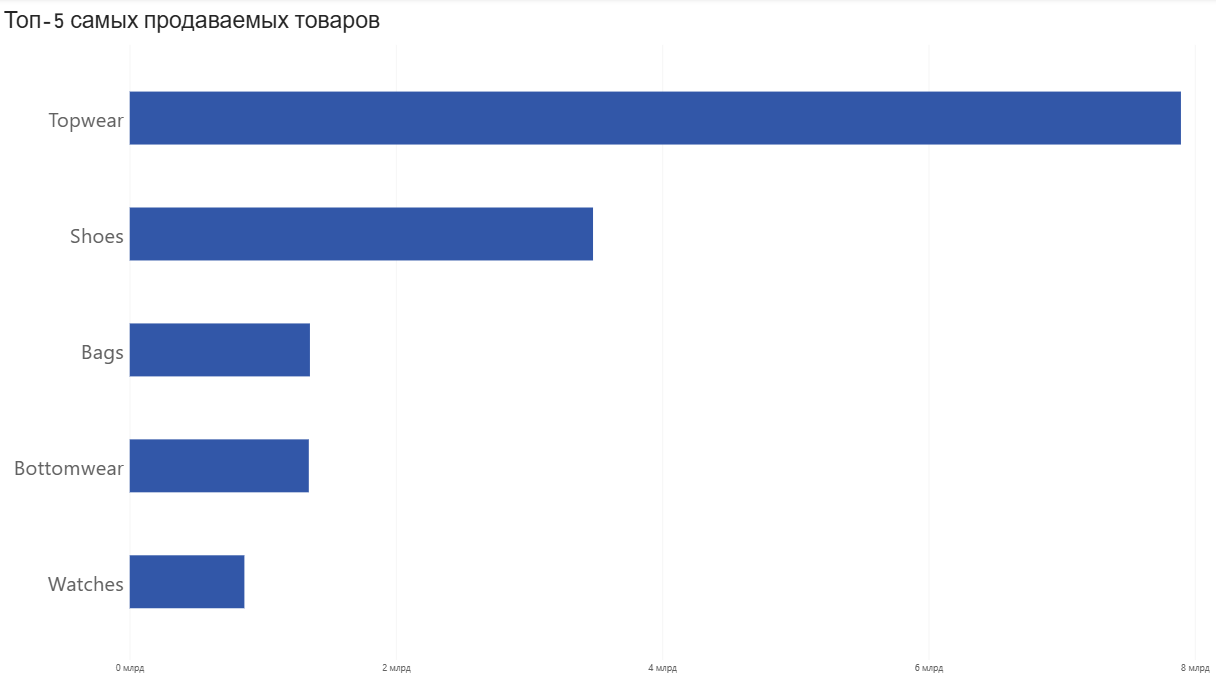 Топ-5 самых продаваемых товаров
Topwear
Shoes
Bags
Bottomwear
Watches
0 млрд 2 млрд 4 млрд 6 млрд 8 млрд